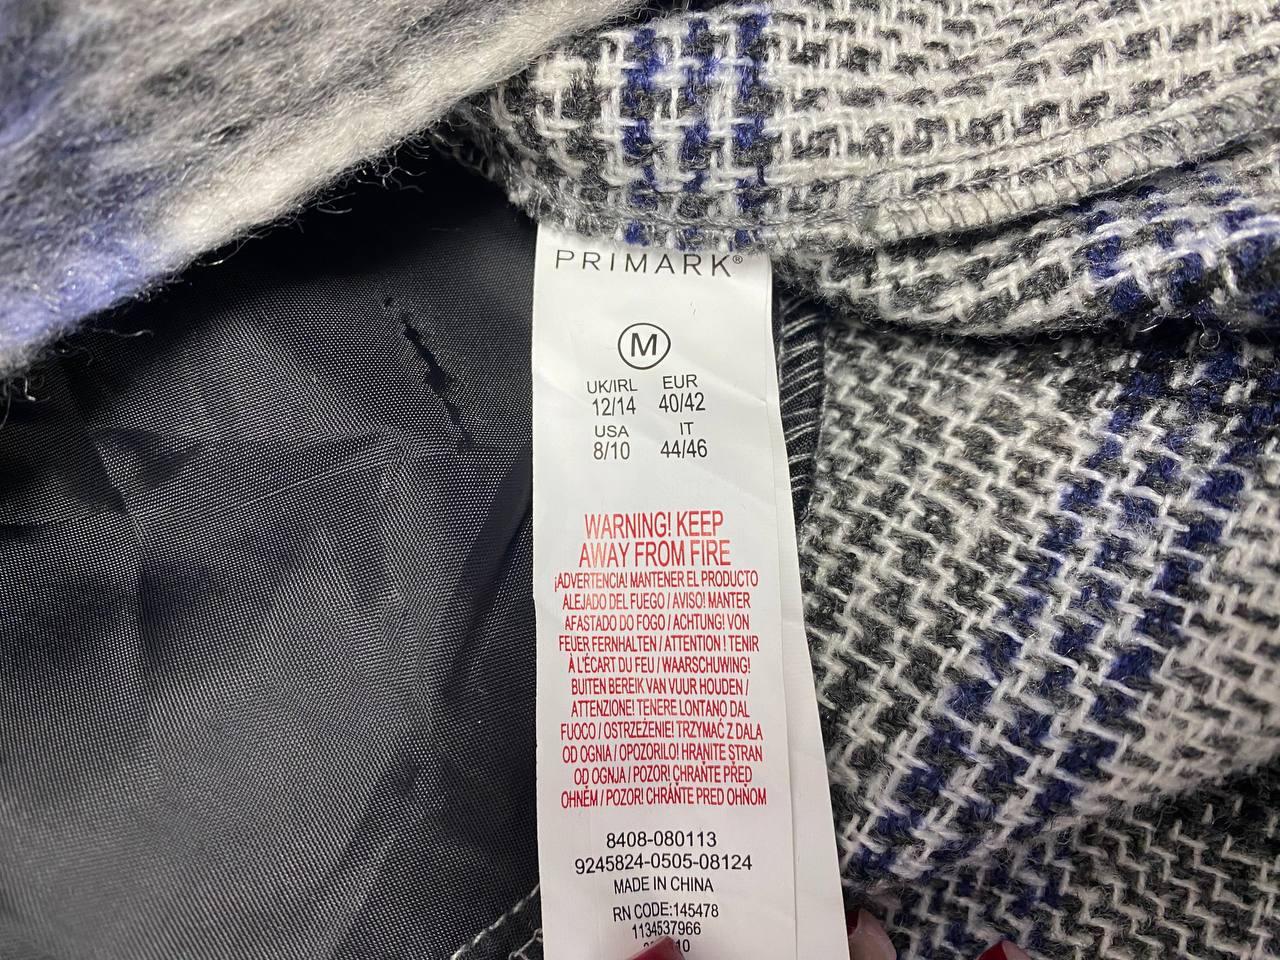 PRIMARK®
M
UK/IRL EUR
12/14 40/42
USA IT
8/10 44/46
WARNING! KEEP
AWAY FROM FIRE
¡ADVERTENCIA! MANTENER EL PRODUCTO
ALEJADO DEL FUEGO / AVISO! MANTER
AFASTADO DO FOGO / ACHTUNG! VON
FEUER FERNHALTEN / ATTENTION ! TENIR
À L'ÉCART DU FEU / WAARSCHUWING!
BUITEN BEREIK VAN VUUR HOUDEN /
ATTENZIONE! TENERE LONTANO DAL
FUOCO / OSTRZEŻENIE! TRZYMAĆ Z DALA
OD OGNIA / OPOZORILO! HRANITE STRAN
OD OGNJA / POZOR! CHRAŇTE PŘED
OHNĚM / POZOR! CHRÁŇTE PRED OHŇOM
8408-080113
9245824-0505-08124
MADE IN CHINA
RN CODE:145478
1134537966